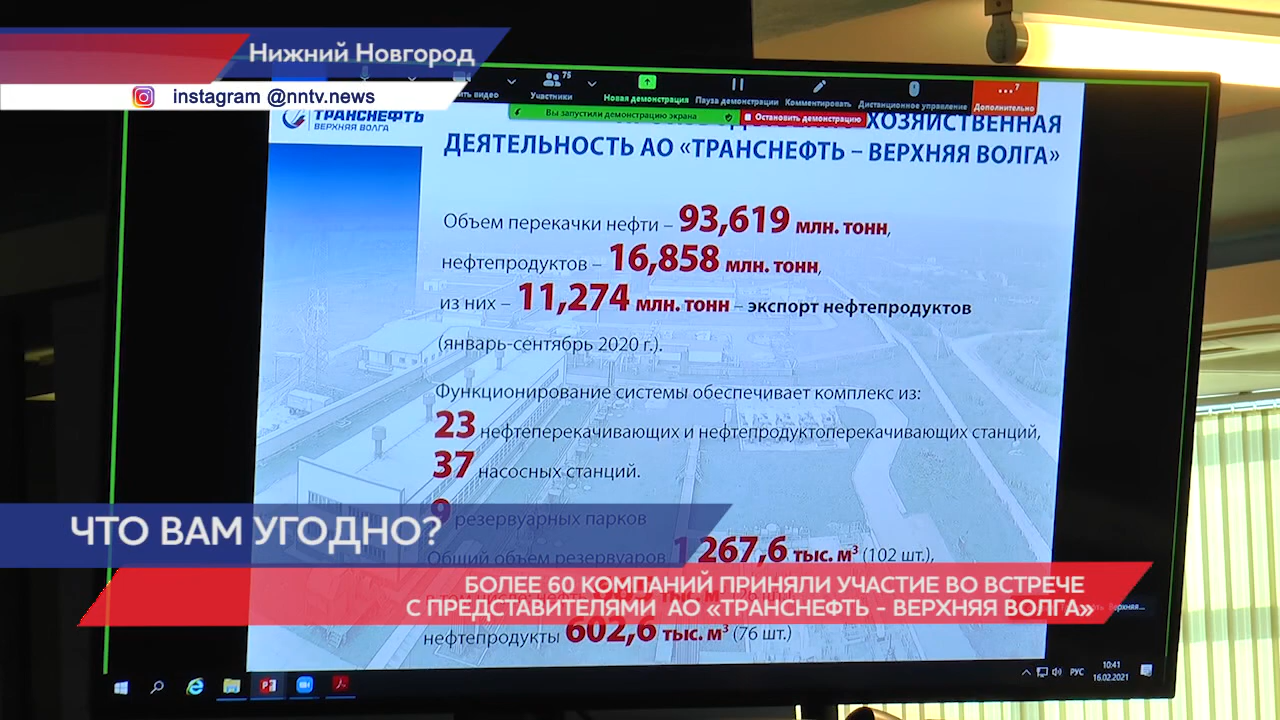 Нижний Новгород
instagram @nntv.news
75
7
Участники
Новая демонстрация
Пауза демонстрации
Комментировать
Дистанционное управление
Дополнительно
Вы запустили демонстрацию экрана
Остановить демонстрацию
ТРАНСНЕФТЬ
ВЕРХНЯЯ ВОЛГА
ХОЗЯЙСТВЕННАЯ
ДЕЯТЕЛЬНОСТЬ АО «ТРАНСНЕФТЬ – ВЕРХНЯЯ ВОЛГА»
Объем перекачки нефти – 93,619 млн. тонн,
нефтепродуктов – 16,858 млн. тонн,
из них – 11,274 млн. тонн – экспорт нефтепродуктов
(январь-сентябрь 2020 г.).
Функционирование системы обеспечивает комплекс из:
23 нефтеперекачивающих и нефтепродуктоперекачивающих станций,
37 насосных станций.
9 резервуарных парков
Общий объем резервуаров 1 267,6 тыс. м³ (102 шт.),
нефтепродукты 602,6 тыс. м³ (76 шт.)
ЧТО ВАМ УГОДНО?
БОЛЕЕ 60 КОМПАНИЙ ПРИНЯЛИ УЧАСТИЕ ВО ВСТРЕЧЕ
С ПРЕДСТАВИТЕЛЯМИ АО «ТРАНСНЕФТЬ - ВЕРХНЯЯ ВОЛГА»
РУС
10:41
16.02.2021